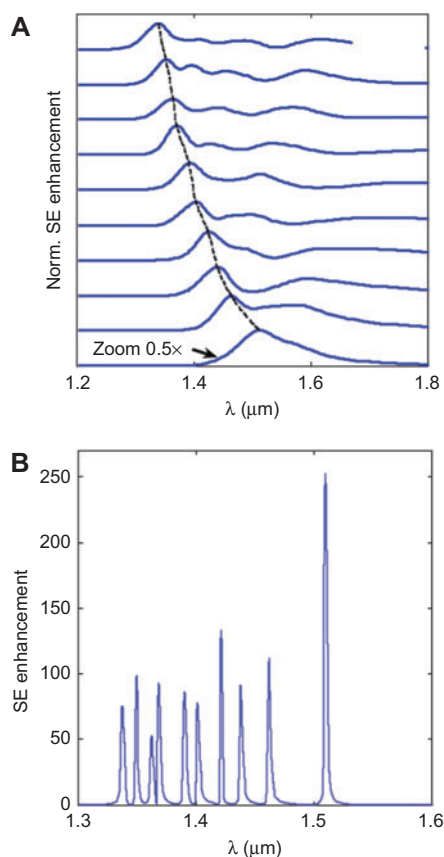 A
Norm. SE enhancement
Zoom 0.5×
1.2 1.4 1.6 1.8
λ (μm)
B
SE enhancement
250
200
150
100
50
0
1.3 1.4 1.5 1.6
λ (μm)